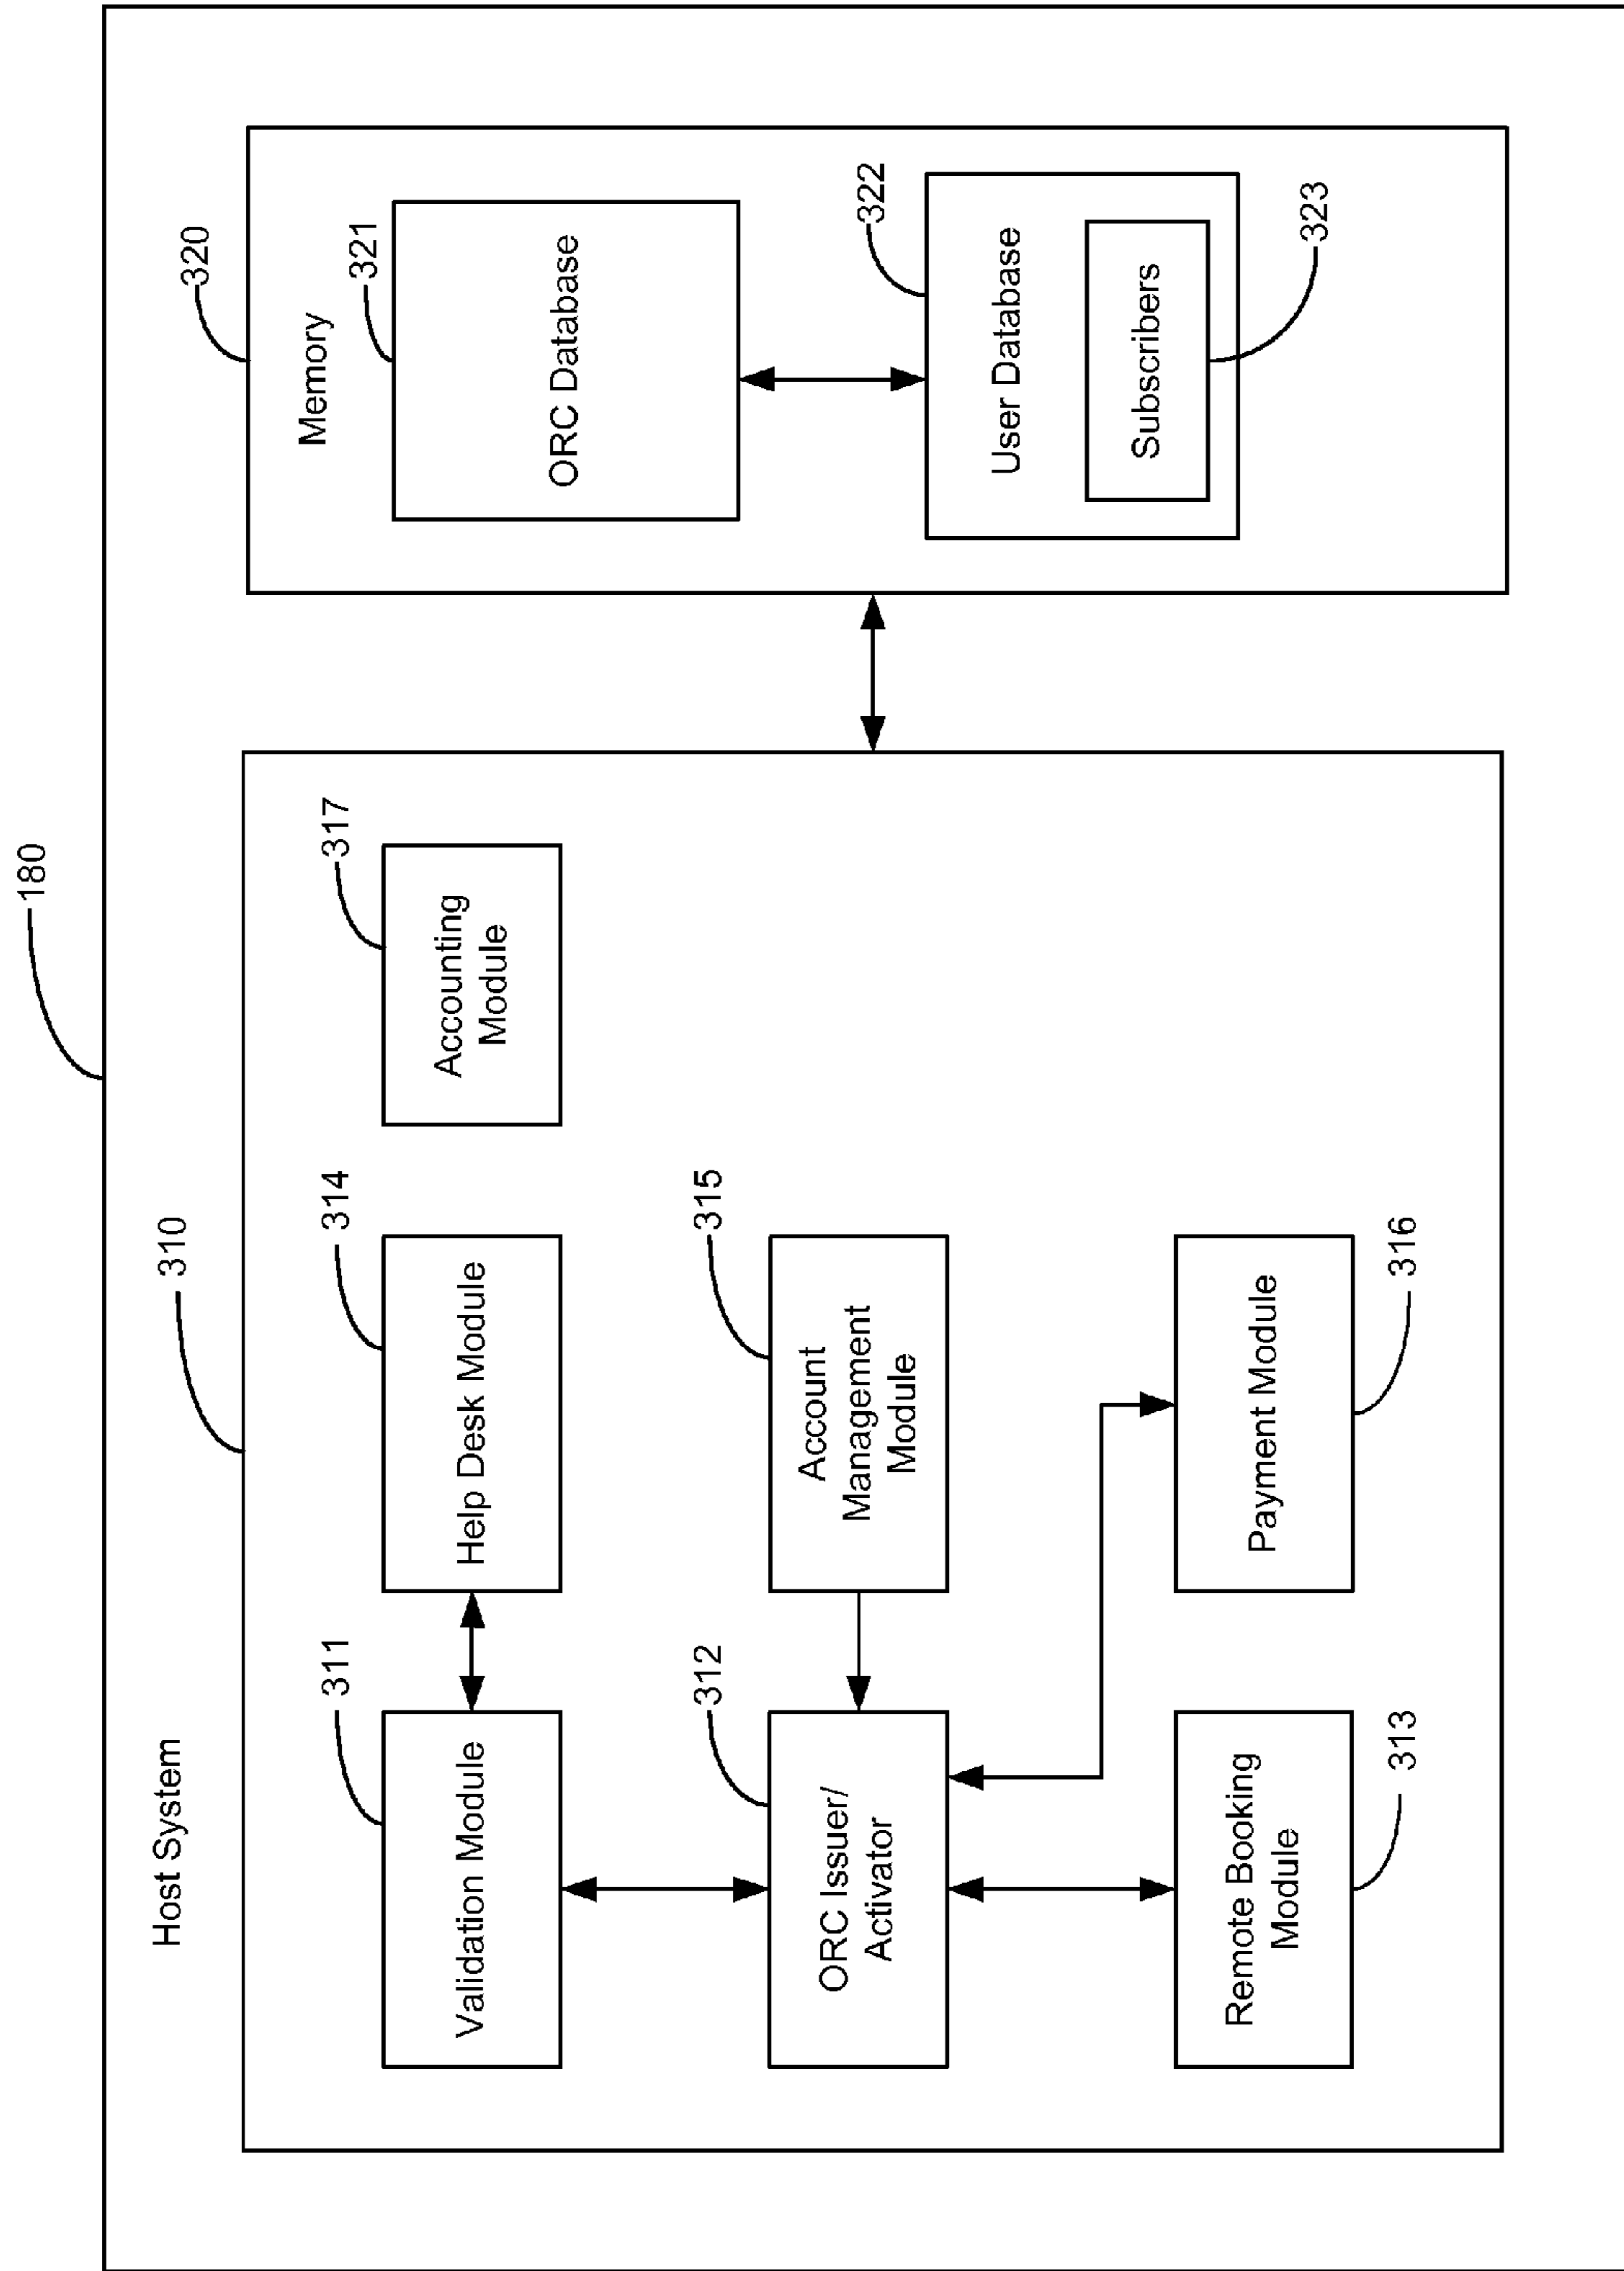 180
Host System
310
311
Validation Module
314
Help Desk Module
317
Accounting
Module
312
ORC Issuer/
Activator
315
Account
Management
Module
Remote Booking
Module
313
Payment Module
316
320
Memory
321
ORC Database
322
User Database
Subscribers
323